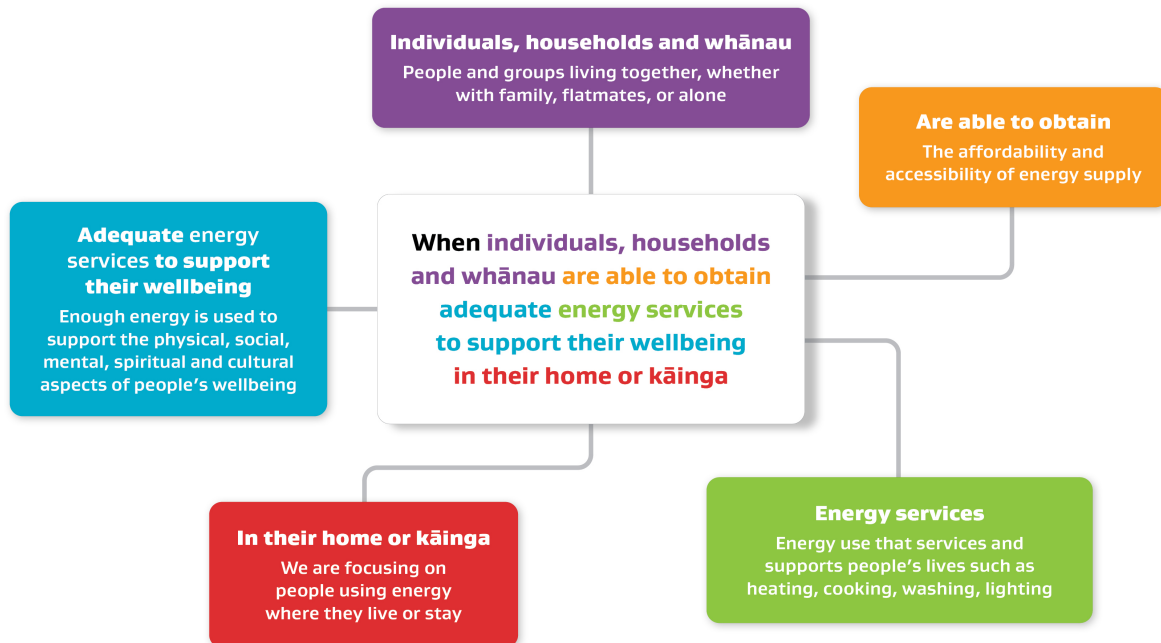 Individuals, households and whānau
People and groups living together, whether
with family, flatmates, or alone
Are able to obtain
The affordability and
accessibility of energy supply
Adequate energy
services to support
their wellbeing
Enough energy is used to
support the physical, social,
mental, spiritual and cultural
aspects of people’s wellbeing
When individuals, households
and whānau are able to obtain
adequate energy services
to support their wellbeing
in their home or kāinga
In their home or kāinga
We are focusing on
people using energy
where they live or stay
Energy services
Energy use that services and
supports people’s lives such as
heating, cooking, washing, lighting